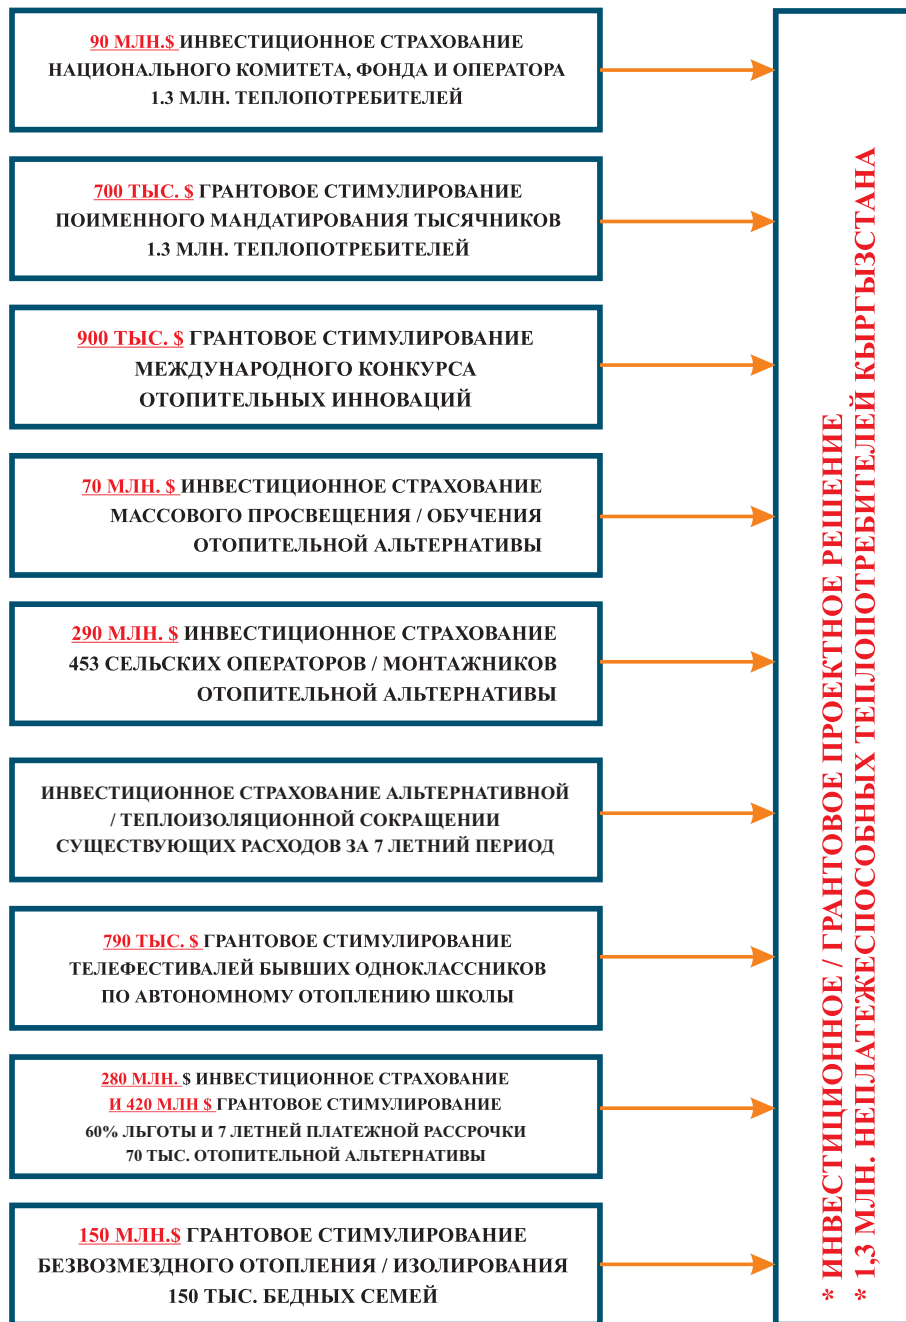 90 МЛН.$ ИНВЕСТИЦИОННОЕ СТРАХОВАНИЕ
НАЦИОНАЛЬНОГО КОМИТЕТА, ФОНДА И ОПЕРАТОРА
1.3 МЛН. ТЕПЛОПОТРЕБИТЕЛЕЙ
700 ТЫС. $ ГРАНТОВОЕ СТИМУЛИРОВАНИЕ
ПОИМЕННОГО МАНДАТИРОВАНИЯ ТЫСЯЧНИКОВ
1.3 МЛН. ТЕПЛОПОТРЕБИТЕЛЕЙ
900 ТЫС. $ ГРАНТОВОЕ СТИМУЛИРОВАНИЕ
МЕЖДУНАРОДНОГО КОНКУРСА
ОТОПИТЕЛЬНЫХ ИННОВАЦИЙ
70 МЛН. $ ИНВЕСТИЦИОННОЕ СТРАХОВАНИЕ
МАССОВОГО ПРОСВЕЩЕНИЯ / ОБУЧЕНИЯ
ОТОПИТЕЛЬНОЙ АЛЬТЕРНАТИВЫ
290 МЛН. $ ИНВЕСТИЦИОННОЕ СТРАХОВАНИЕ
453 СЕЛЬСКИХ ОПЕРАТОРОВ / МОНТАЖНИКОВ
ОТОПИТЕЛЬНОЙ АЛЬТЕРНАТИВЫ
ИНВЕСТИЦИОННОЕ СТРАХОВАНИЕ АЛЬТЕРНАТИВНОЙ
/ ТЕПЛОИЗОЛЯЦИОННОЙ СОКРАЩЕНИИ
СУЩЕСТВУЮЩИХ РАСХОДОВ ЗА 7 ЛЕТНИЙ ПЕРИОД
790 ТЫС. $ ГРАНТОВОЕ СТИМУЛИРОВАНИЕ
ТЕЛЕФЕСТИВАЛЕЙ БЫВШИХ ОДНОКЛАССНИКОВ
ПО АВТОНОМНОМУ ОТОПЛЕНИЮ ШКОЛЫ
280 МЛН. $ ИНВЕСТИЦИОННОЕ СТРАХОВАНИЕ
И 420 МЛН $ ГРАНТОВОЕ СТИМУЛИРОВАНИЕ
60% ЛЬГОТЫ И 7 ЛЕТНЕЙ ПЛАТЕЖНОЙ РАССРОЧКИ
70 ТЫС. ОТОПИТЕЛЬНОЙ АЛЬТЕРНАТИВЫ
150 МЛН.$ ГРАНТОВОЕ СТИМУЛИРОВАНИЕ
БЕЗВОЗМЕЗДНОГО ОТОПЛЕНИЯ / ИЗОЛИРОВАНИЯ
150 ТЫС. БЕДНЫХ СЕМЕЙ
* ИНВЕСТИЦИОННОЕ / ГРАНТОВОЕ ПРОЕКТНОЕ РЕШЕНИЕ
* 1,3 МЛН. НЕПЛАТЕЖЕСПОСОБНЫХ ТЕПЛОПОТРЕБИТЕЛЕЙ КЫРГЫЗСТАНА